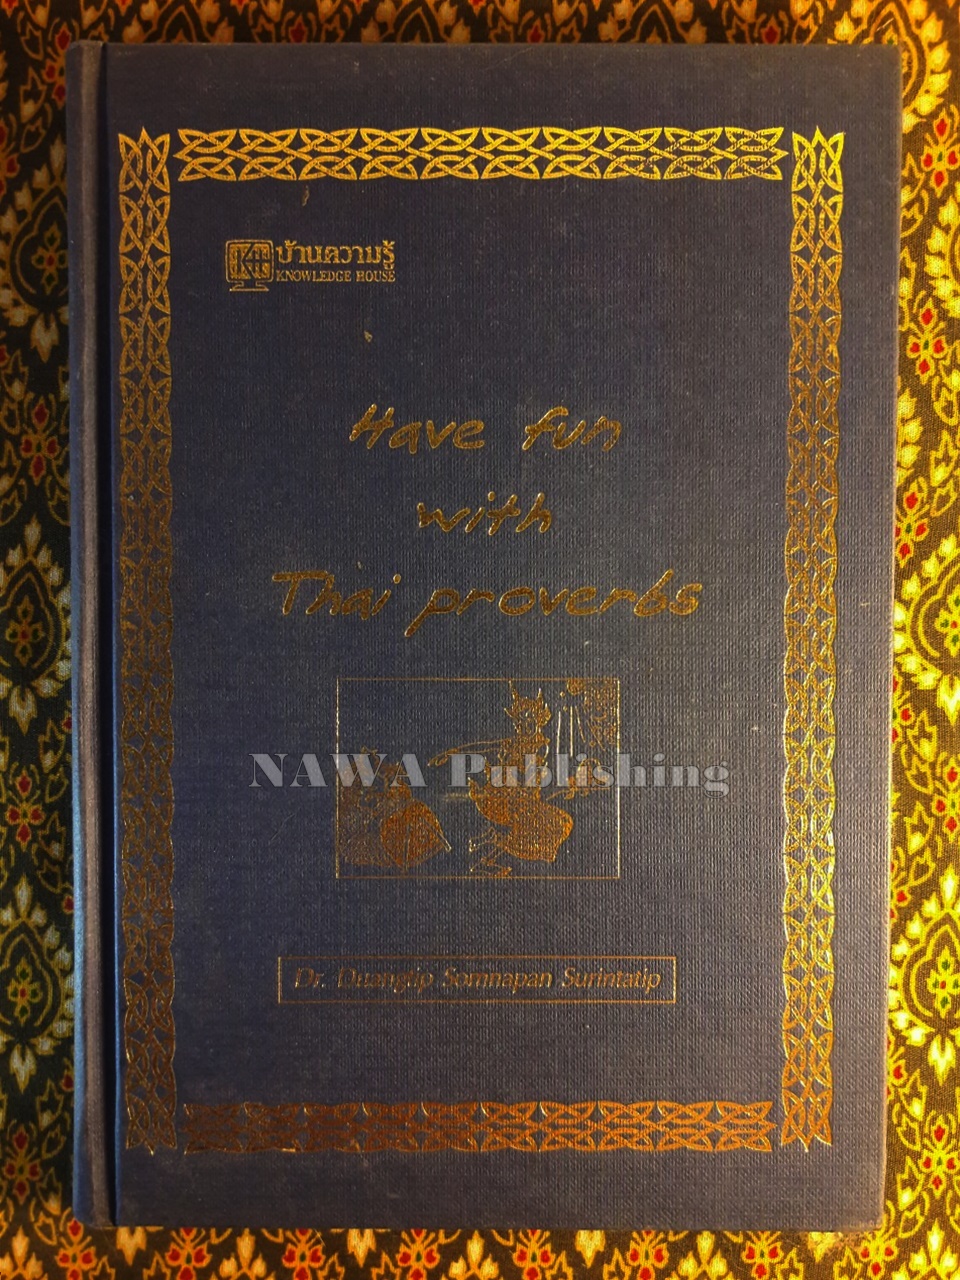 บ้านความรู้
KNOWLEDGE HOUSE
Have fun
with
Thai proverbs
NAWA Publishing
Dr. Duangtip Somnapan Surintatip